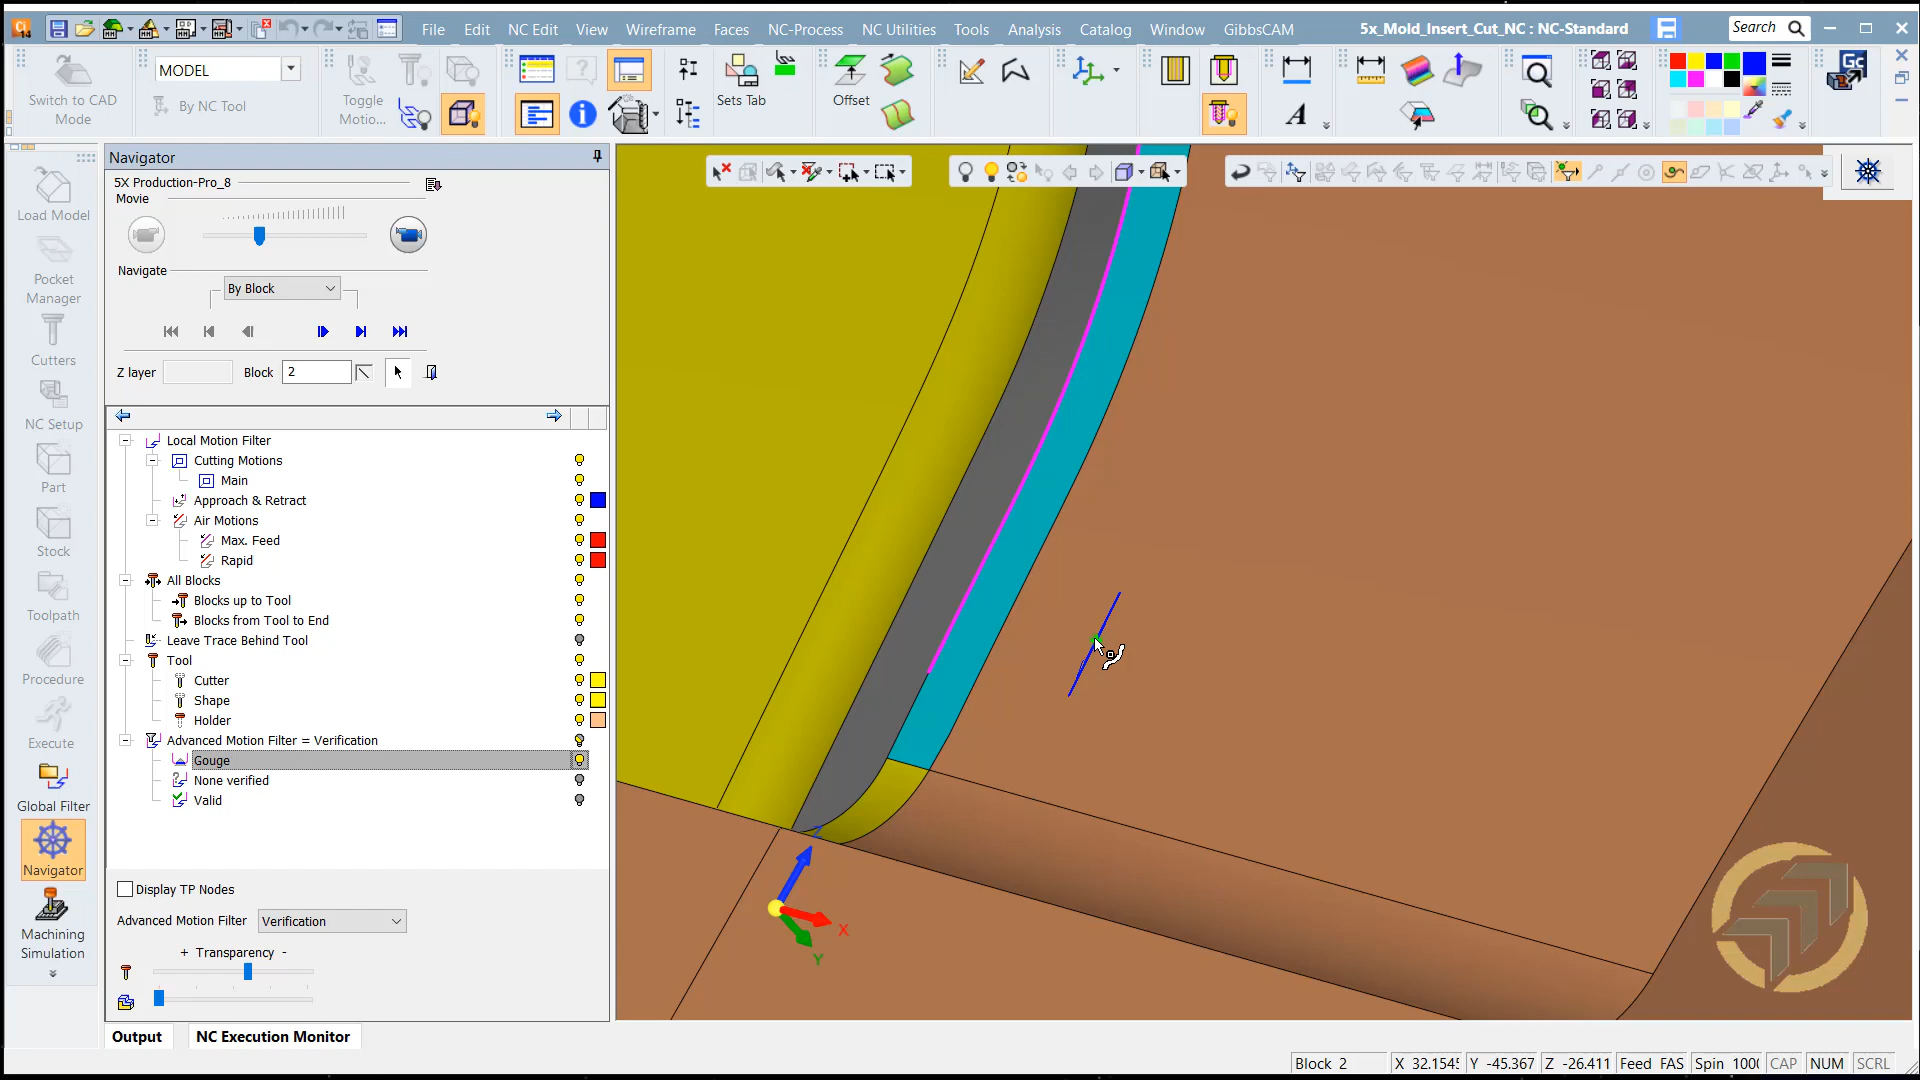 File Edit NC Edit View Wireframe Faces NC-Process NC Utilities Tools Analysis Catalog Window GibbsCAM 5x_Mold_Insert_Cut_NC : NC-Standard Search
Switch to CAD Mode
MODEL
By NC Tool
Toggle Motio...
Sets Tab
Offset
Load Model
Pocket Manager
Cutters
NC Setup
Part
Stock
Toolpath
Procedure
Execute
Global Filter
Navigator
Machining Simulation
Navigator
5X Production-Pro_8
Movie
Navigate
By Block
Z layer Block 2
Local Motion Filter
Cutting Motions
Main
Approach & Retract
Air Motions
Max. Feed
Rapid
All Blocks
Blocks up to Tool
Blocks from Tool to End
Leave Trace Behind Tool
Tool
Cutter
Shape
Holder
Advanced Motion Filter = Verification
Gouge
None verified
Valid
Display TP Nodes
Advanced Motion Filter Verification
+ Transparency -
Output NC Execution Monitor
X
Y
Block 2 X 32.154 Y -45.367 Z -26.411 Feed FAS Spin 100 CAP NUM SCRL